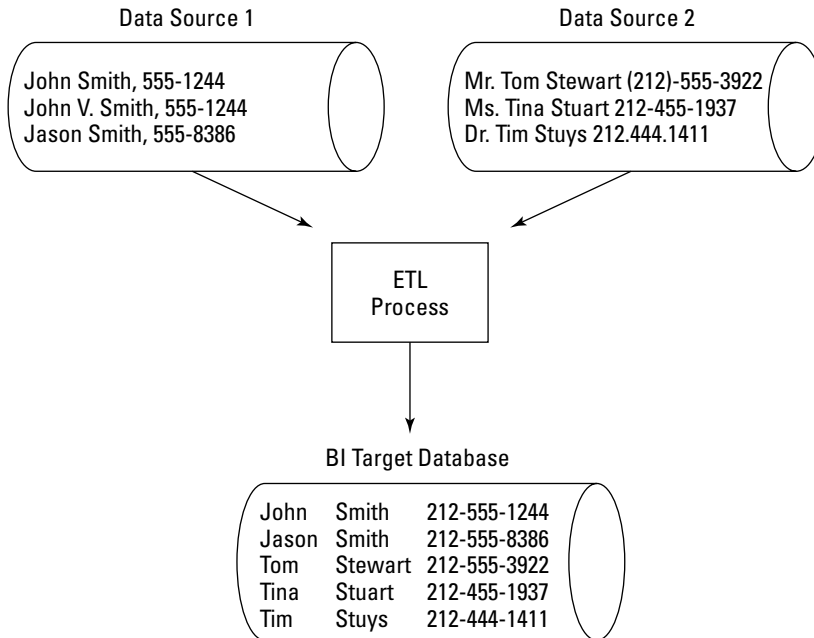 Data Source 1
John Smith, 555-1244
John V. Smith, 555-1244
Jason Smith, 555-8386
Data Source 2
Mr. Tom Stewart (212)-555-3922
Ms. Tina Stuart 212-455-1937
Dr. Tim Stuys 212.444.1411
ETL
Process
BI Target Database
John Smith 212-555-1244
Jason Smith 212-555-8386
Tom Stewart 212-555-3922
Tina Stuart 212-455-1937
Tim Stuys 212-444-1411